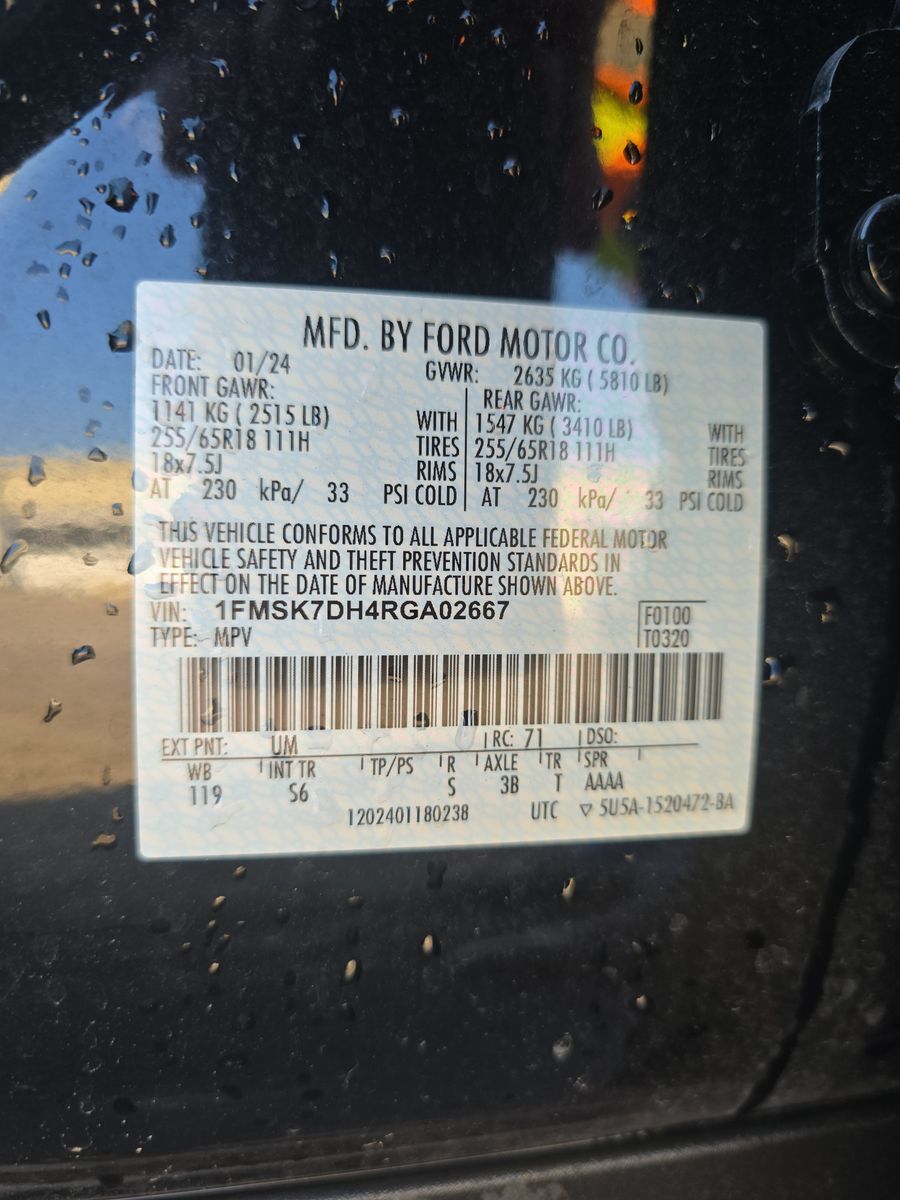 MFD. BY FORD MOTOR CO.
DATE: 01/24 GVWR: 2635 KG ( 5810 LB)
FRONT GAWR: REAR GAWR:
1141 KG ( 2515 LB) WITH 1547 KG ( 3410 LB) WITH
255/65R18 111H TIRES 255/65R18 111H TIRES
18x7.5J RIMS 18x7.5J RIMS
AT 230 kPa/ 33 PSI COLD AT 230 kPa/ 33 PSI COLD
THIS VEHICLE CONFORMS TO ALL APPLICABLE FEDERAL MOTOR
VEHICLE SAFETY AND THEFT PREVENTION STANDARDS IN
EFFECT ON THE DATE OF MANUFACTURE SHOWN ABOVE.
VIN: 1FMSK7DH4RGA02667 F0100
TYPE: MPV T0320
EXT PNT: UM RC: 71 DSO:
WB INT TR TP/PS R AXLE TR SPR
119 S6 S 3B T AAAA
1202401180238 UTC ▽ 5U5A-1520472-BA